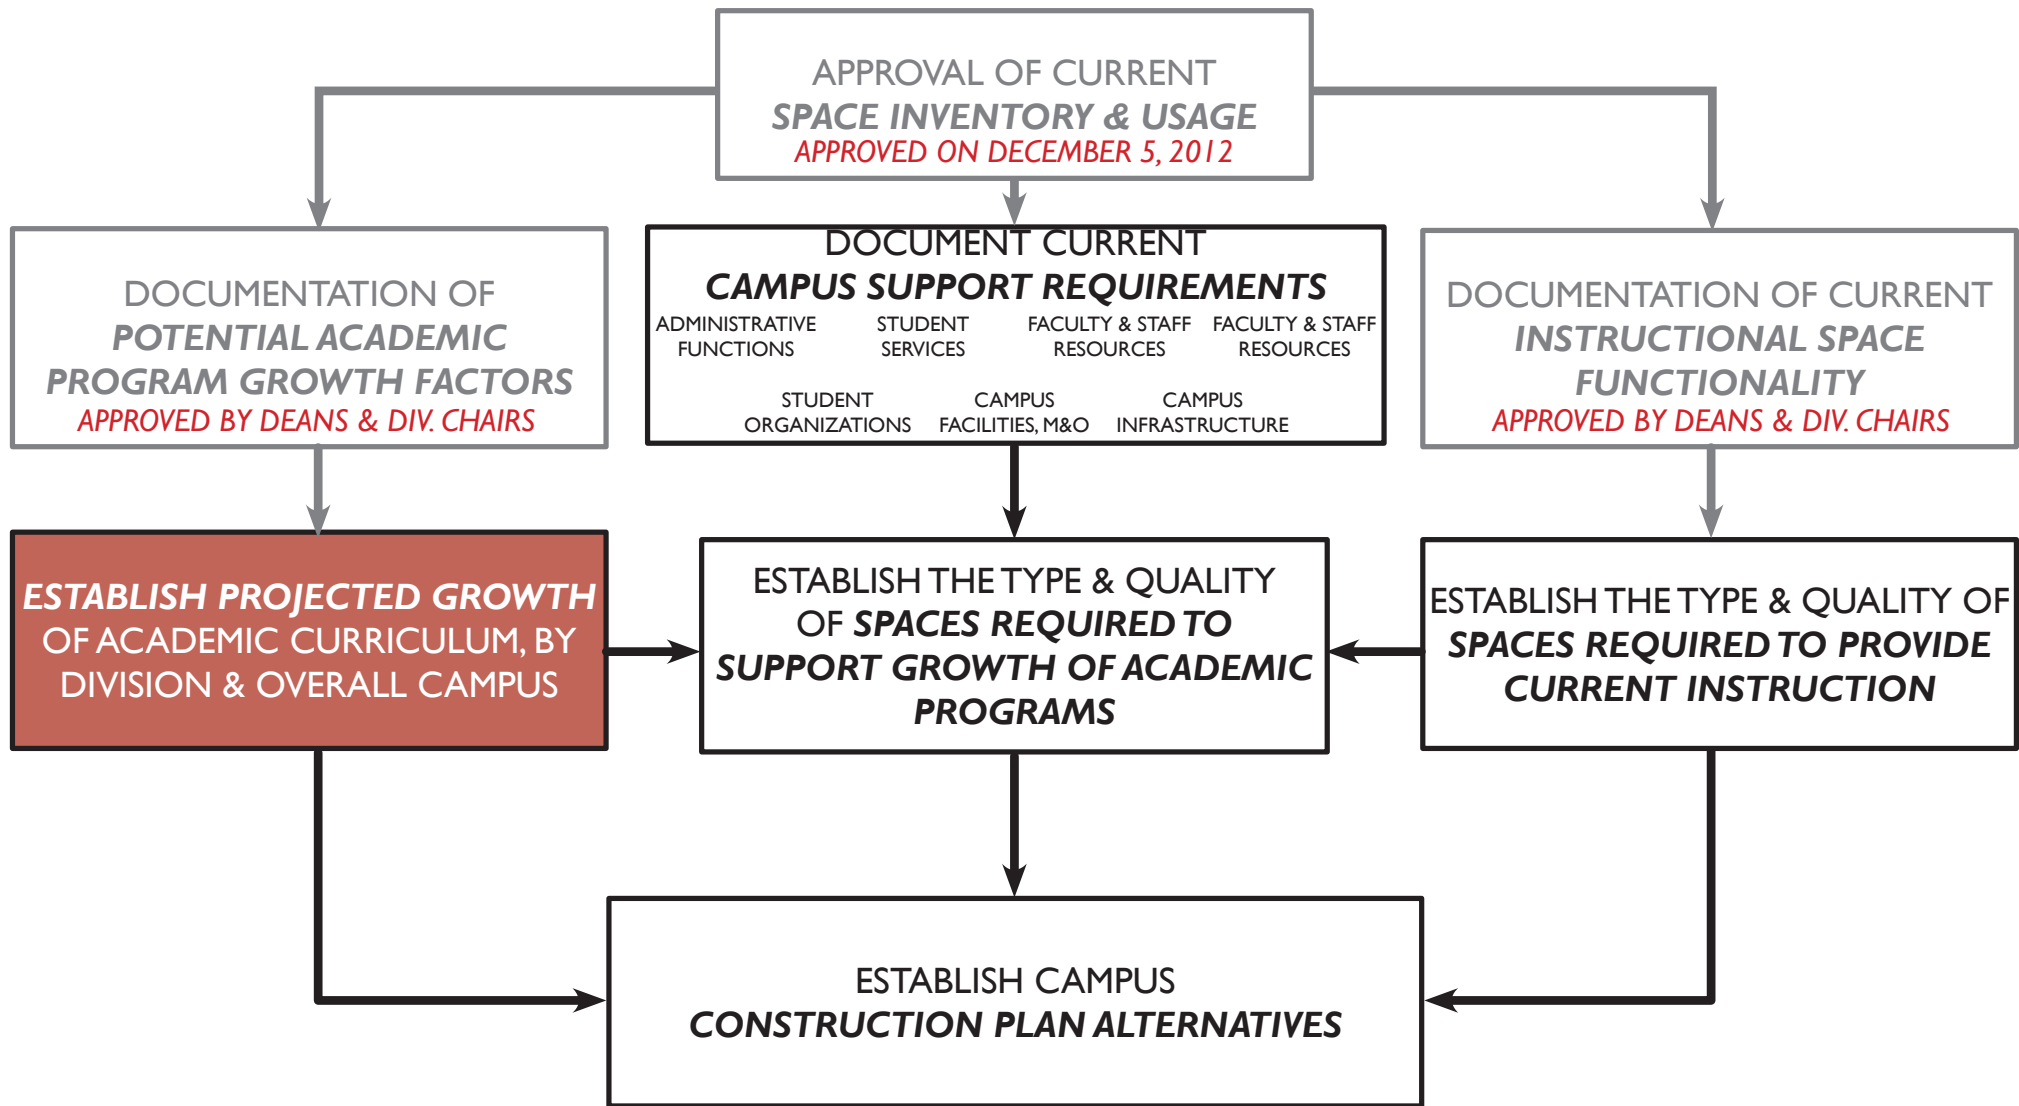 APPROVAL OF CURRENT
SPACE INVENTORY & USAGE
APPROVED ON DECEMBER 5, 2012
DOCUMENTATION OF
POTENTIAL ACADEMIC
PROGRAM GROWTH FACTORS
APPROVED BY DEANS & DIV. CHAIRS
DOCUMENT CURRENT
CAMPUS SUPPORT REQUIREMENTS
ADMINISTRATIVE
FUNCTIONS
STUDENT
SERVICES
FACULTY & STAFF
RESOURCES
FACULTY & STAFF
RESOURCES
STUDENT
ORGANIZATIONS
CAMPUS
FACILITIES, M&O
CAMPUS
INFRASTRUCTURE
DOCUMENTATION OF CURRENT
INSTRUCTIONAL SPACE
FUNCTIONALITY
APPROVED BY DEANS & DIV. CHAIRS
ESTABLISH PROJECTED GROWTH
OF ACADEMIC CURRICULUM, BY
DIVISION & OVERALL CAMPUS
ESTABLISH THE TYPE & QUALITY
OF SPACES REQUIRED TO
SUPPORT GROWTH OF ACADEMIC
PROGRAMS
ESTABLISH THE TYPE & QUALITY OF
SPACES REQUIRED TO PROVIDE
CURRENT INSTRUCTION
ESTABLISH CAMPUS
CONSTRUCTION PLAN ALTERNATIVES